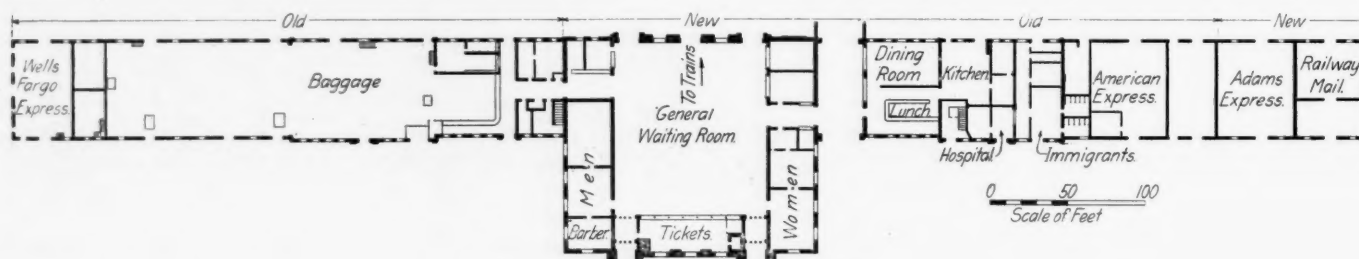 Old
New
Old
New
Wells
Fargo
Express.
Baggage
To Trains
General
Waiting Room.
Men
Barber.
Tickets.
Women
Dining
Room
Lunch
Kitchen
Hospital
Immigrants.
American
Express.
Adams
Express.
Railway
Mail.
0 50 100
Scale of Feet